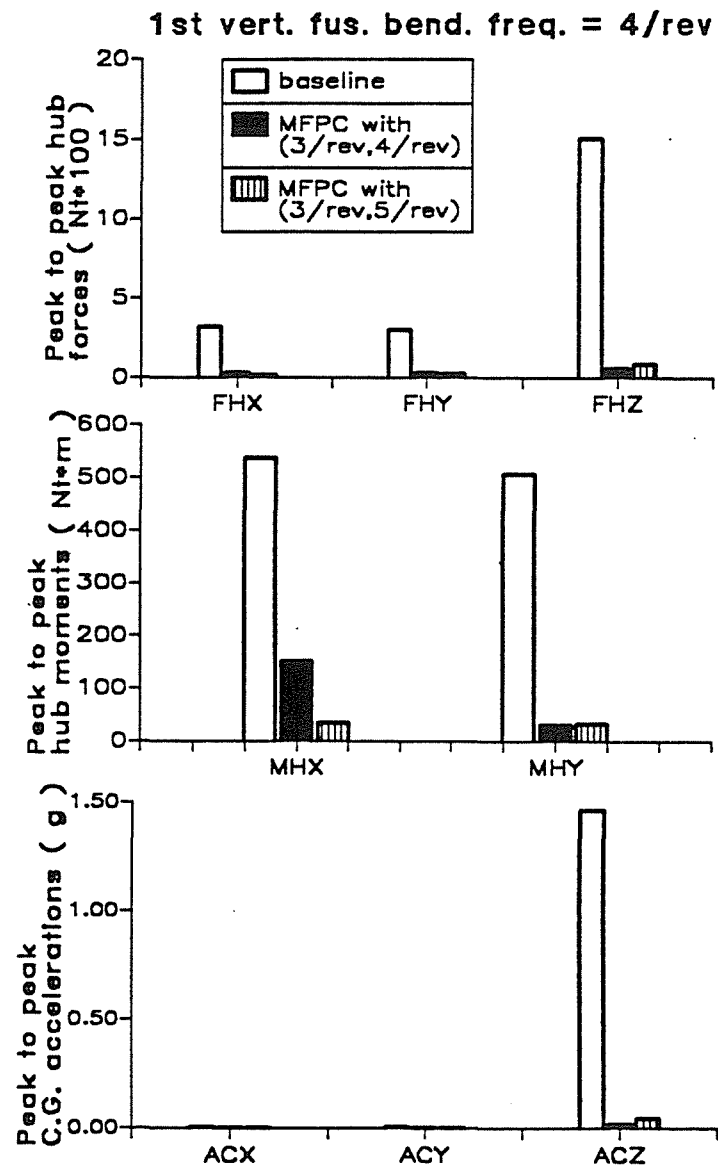 1st vert. fus. bend. freq. = 4/rev
baseline
MFPC with
(3/rev,4/rev)
MFPC with
(3/rev,5/rev)
Peak to peak hub
forces ( Nt*100 )
20
15
10
5
0
FHX FHY FHZ
Peak to peak
hub moments ( Nt*m )
600
500
400
300
200
100
0
MHX MHY
Peak to peak
C.G. accelerations ( g )
1.50
1.00
0.50
0.00
ACX ACY ACZ